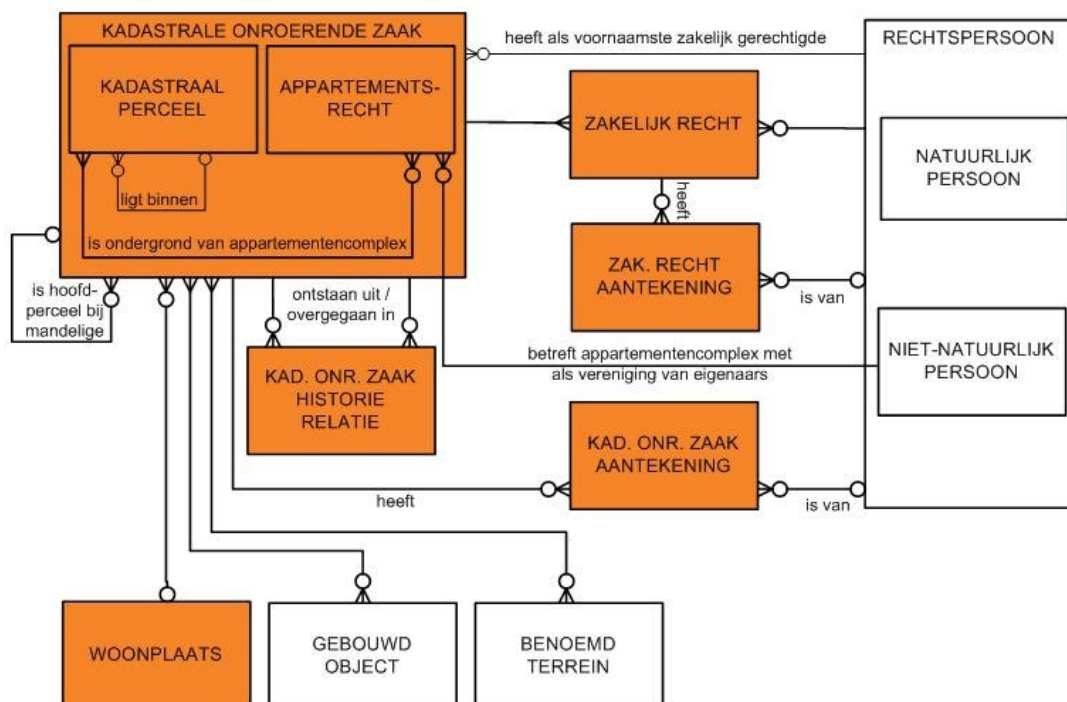 KADASTRALE ONROERENDE ZAAK
KADASTRAAL
PERCEEL
APPARTEMENTS-
RECHT
ligt binnen
is ondergrond van appartementencomplex
heeft als voornaamste zakelijk gerechtigde
RECHTSPERSOON
ZAKELIJK RECHT
NATUURLIJK
PERSOON
heeft
ZAK. RECHT
AANTEKENING
is van
is hoofd-
perceel bij
mandelige
ontstaan uit /
overgegaan in
KAD. ONR. ZAAK
HISTORIE
RELATIE
betreft appartementencomplex met
als vereniging van eigenaars
NIET-NATUURLIJK
PERSOON
KAD. ONR. ZAAK
AANTEKENING
heeft
is van
WOONPLAATS
GEBOUWD
OBJECT
BENOEMD
TERREIN